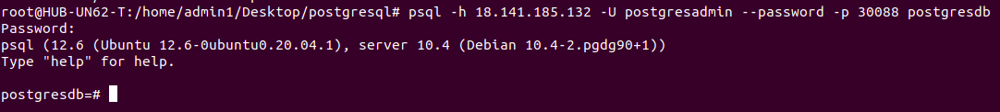 root@HUB-UN62-T:/home/admin1/Desktop/postgresql# psql -h 18.141.185.132 -U postgresadmin --password -p 30088 postgresdb
Password:
psql (12.6 (Ubuntu 12.6-0ubuntu0.20.04.1), server 10.4 (Debian 10.4-2.pgdg90+1))
Type "help" for help.
postgresdb=#